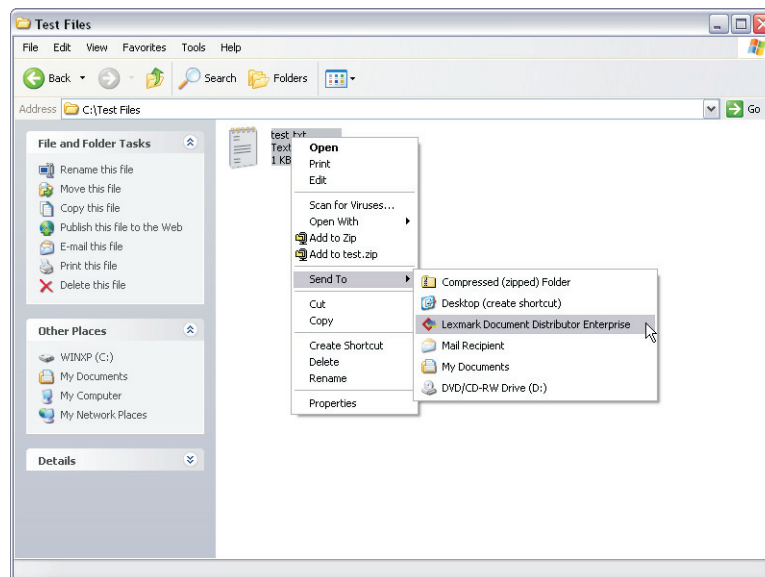 Test Files
File Edit View Favorites Tools Help
Back Search Folders
Address C:\Test Files Go
File and Folder Tasks
Rename this file
Move this file
Copy this file
Publish this file to the Web
E-mail this file
Print this file
Delete this file
Other Places
WINXP (C:)
My Documents
My Computer
My Network Places
Details
test.txt
Text
1 KB
Open
Print
Edit
Scan for Viruses...
Open With
Add to Zip
Add to test.zip
Send To
Cut
Copy
Create Shortcut
Delete
Rename
Properties
Compressed (zipped) Folder
Desktop (create shortcut)
Lexmark Document Distributor Enterprise
Mail Recipient
My Documents
DVD/CD-RW Drive (D:)